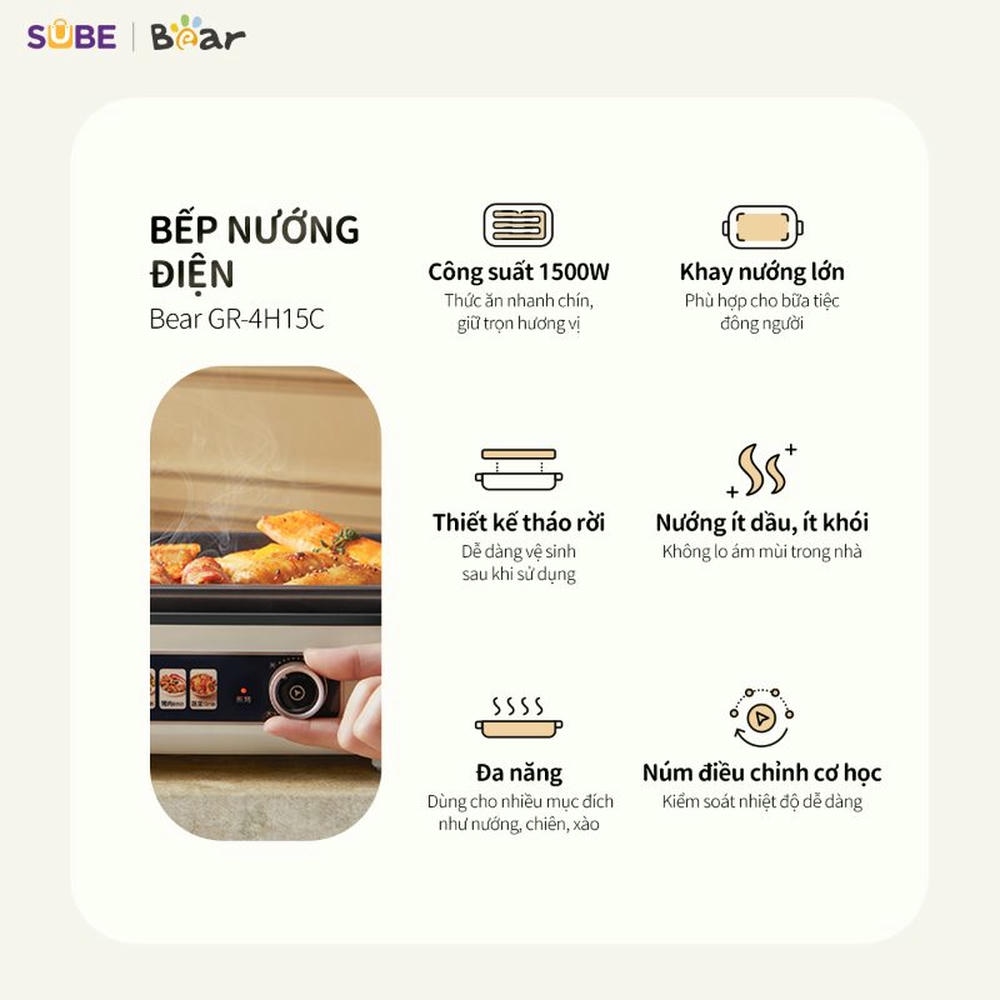 SUBE | Bear
BẾP NƯỚNG
ĐIỆN
Bear GR-4H15C
Công suất 1500W
Thức ăn nhanh chín,
giữ trọn hương vị
Khay nướng lớn
Phù hợp cho bữa tiệc
đông người
Thiết kế tháo rời
Dễ dàng vệ sinh
sau khi sử dụng
Nướng ít dầu, ít khói
Không lo ám mùi trong nhà
Đa năng
Dùng cho nhiều mục đích
như nướng, chiên, xào
Núm điều chỉnh cơ học
Kiểm soát nhiệt độ dễ dàng